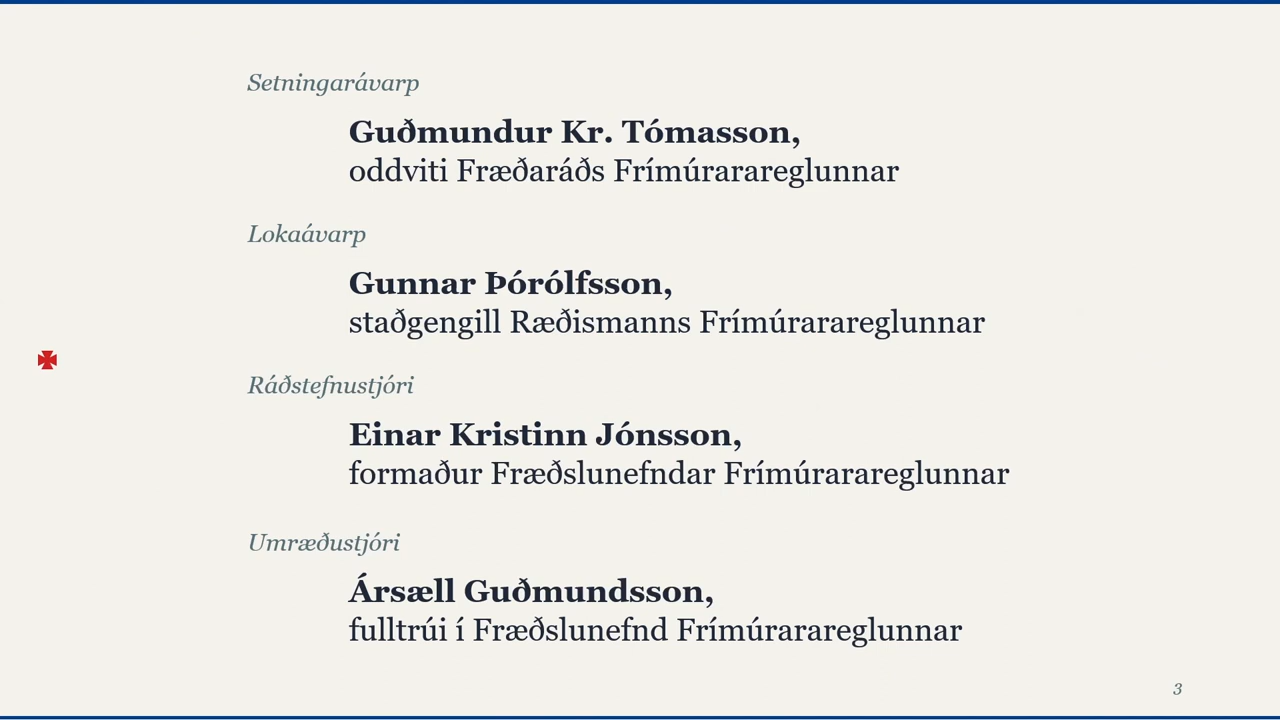 Setningarávarp
Guðmundur Kr. Tómasson,
oddviti Fræðaráðs Frímúrarareglunnar
Lokaávarp
Gunnar Þórólfsson,
staðgengill Ræðismanns Frímúrarareglunnar
Ráðstefnustjóri
Einar Kristinn Jónsson,
formaður Fræðslunefndar Frímúrarareglunnar
Umræðustjóri
Ársæll Guðmundsson,
fulltrúi í Fræðslunefnd Frímúrarareglunnar
3